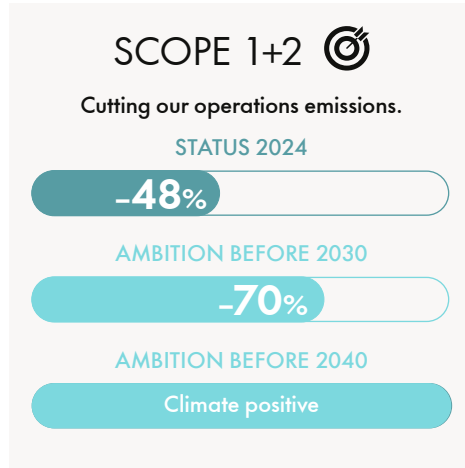 SCOPE 1+2
Cutting our operations emissions.
STATUS 2024
–48%
AMBITION BEFORE 2030
–70%
AMBITION BEFORE 2040
Climate positive